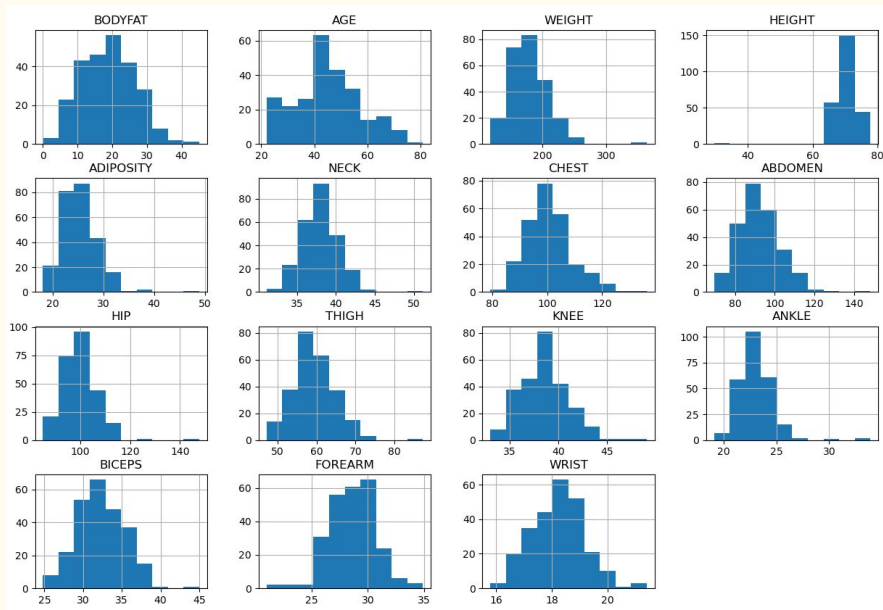 BODYFAT AGE WEIGHT HEIGHT
40 20 0
60 40 20 0
80 60 40 20 0
150 100 50 0
0 10 20 30 40
20 40 60 80
200 300
40 60 80
ADIPOSITY NECK CHEST ABDOMEN
80 60 40 20 0
80 60 40 20 0
80 60 40 20 0
80 60 40 20 0
20 30 40 50
35 40 45 50
80 100 120
80 100 120 140
HIP THIGH KNEE ANKLE
100 75 50 25 0
80 60 40 20 0
80 60 40 20 0
100 75 50 25 0
100 120 140
50 60 70 80
35 40 45
20 25 30
BICEPS FOREARM WRIST
60 40 20 0
60 40 20 0
60 40 20 0
25 30 35 40 45
25 30 35
16 18 20